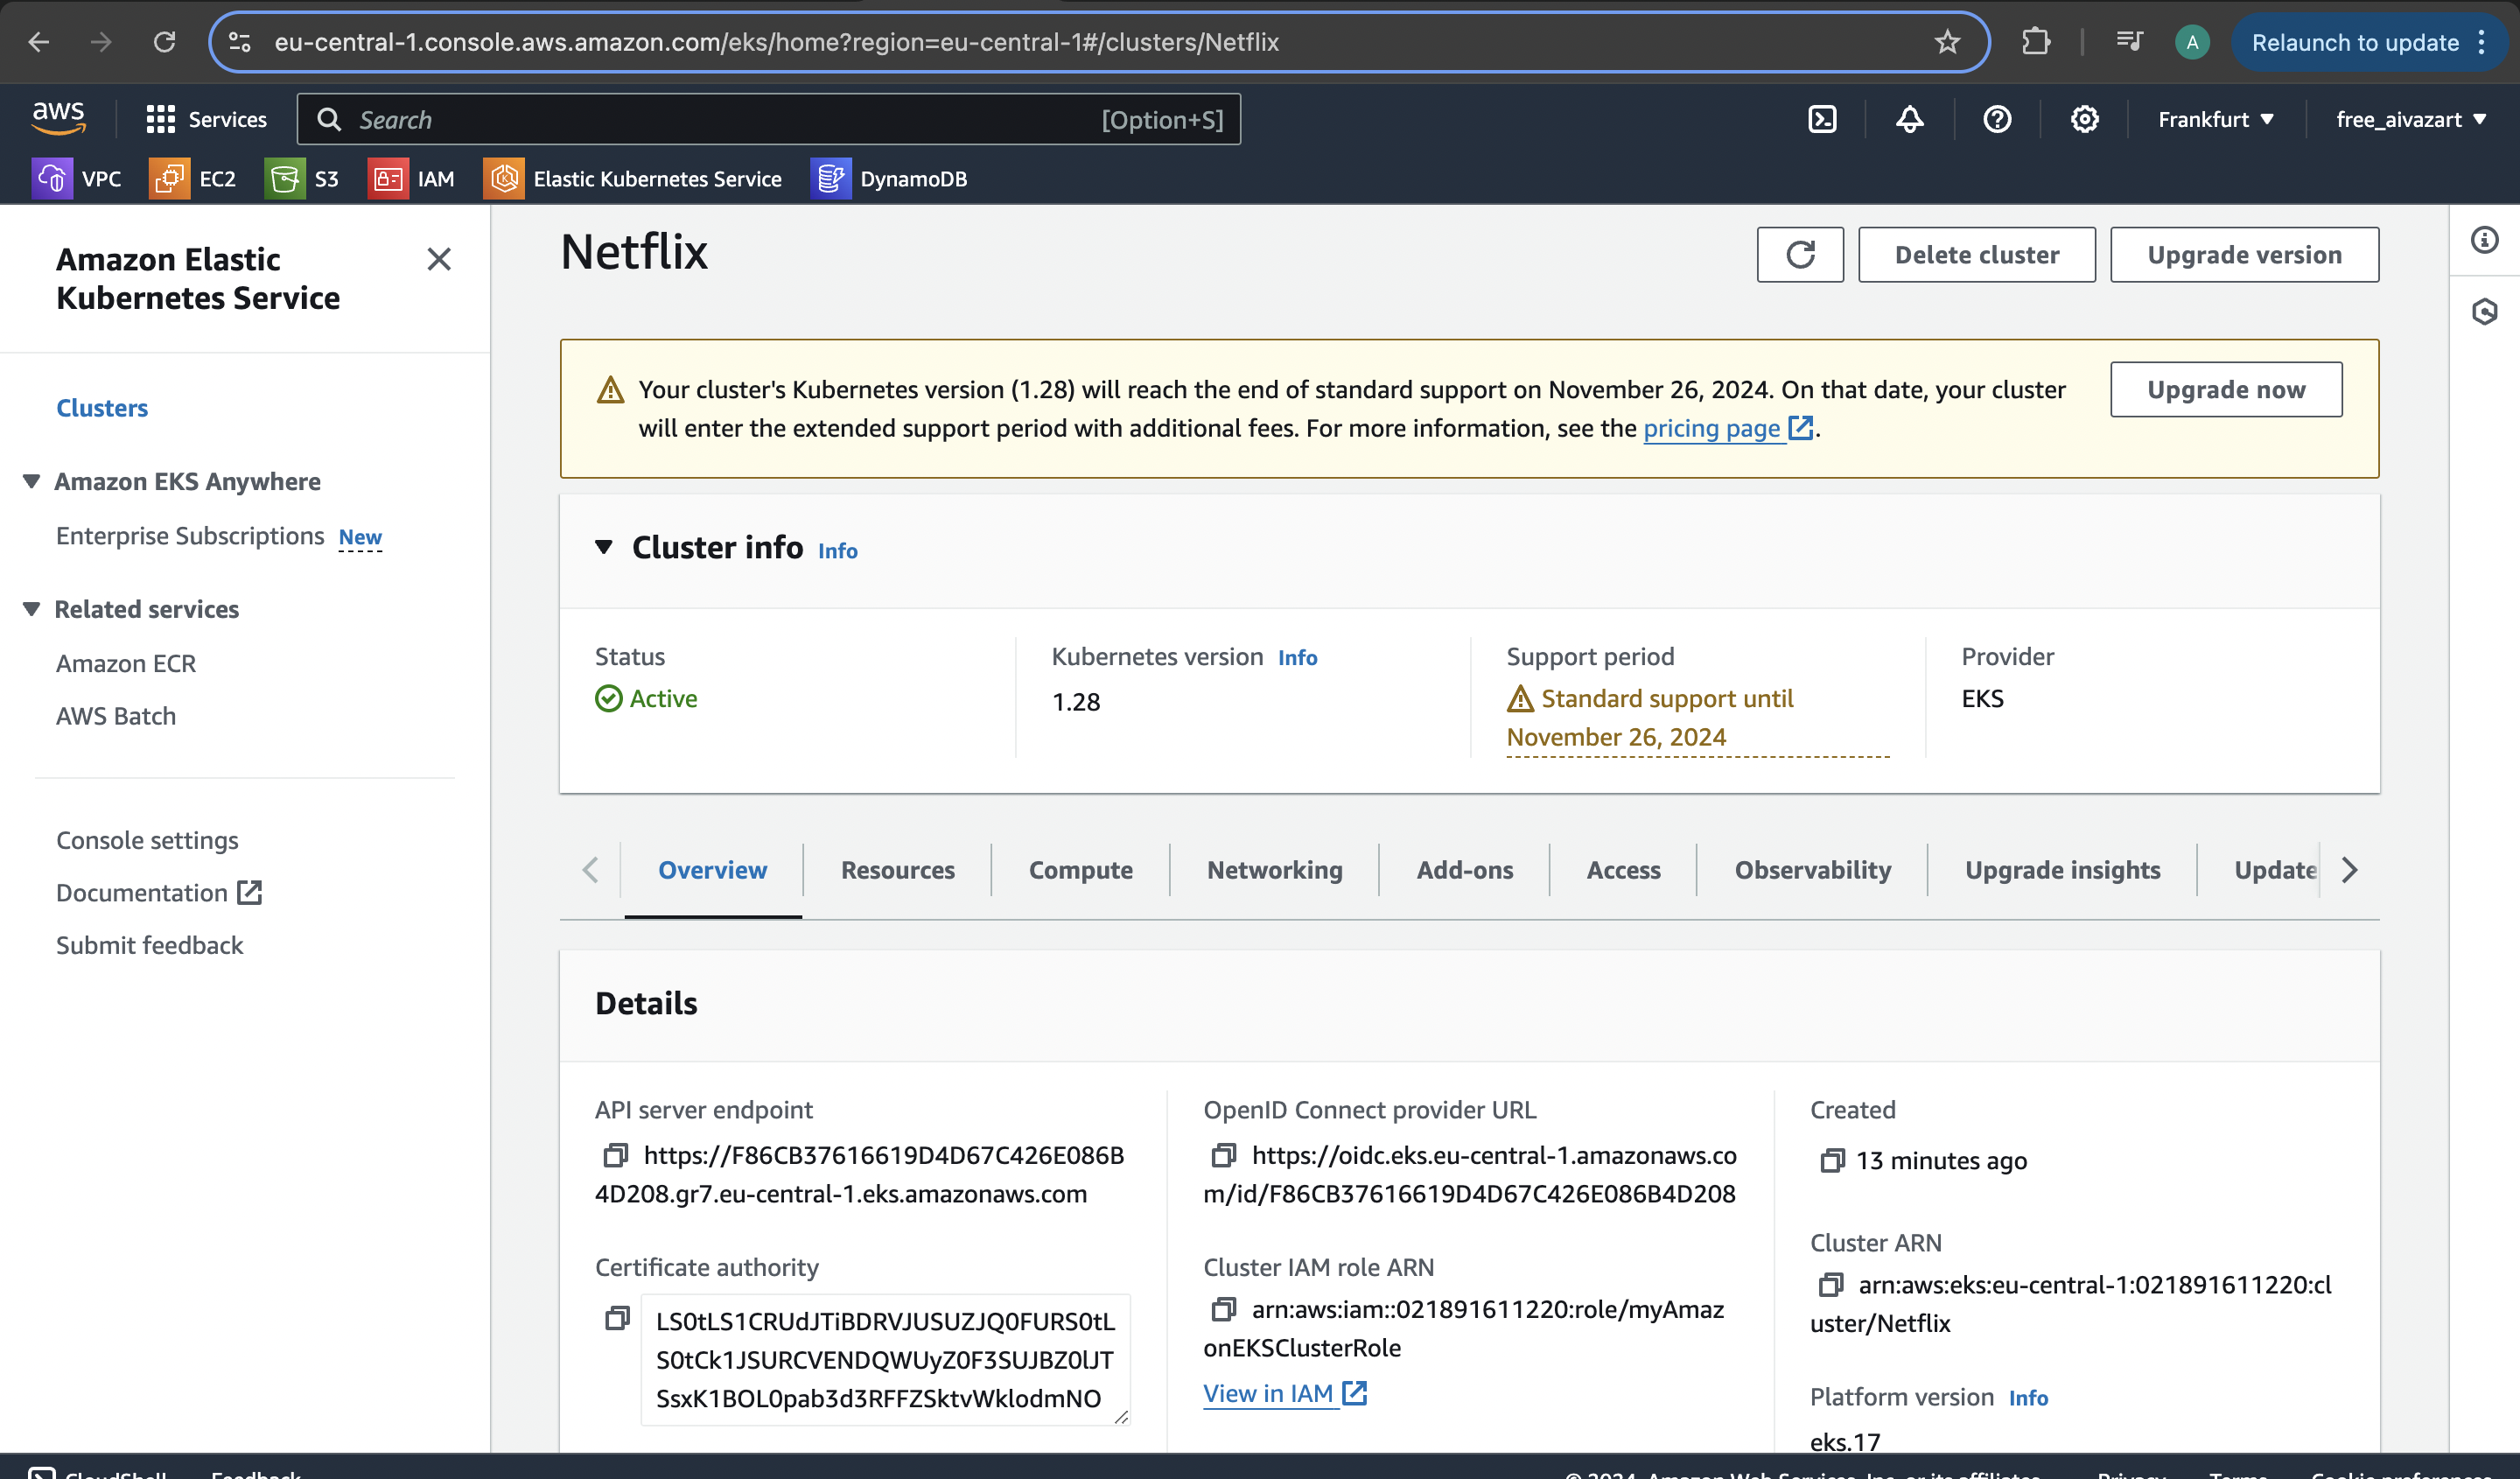 eu-central-1.console.aws.amazon.com/eks/home?region=eu-central-1#/clusters/Netflix
A
Relaunch to update
aws
Services
Search
[Option+S]
Frankfurt
free_aivazart
VPC
EC2
S3
IAM
Elastic Kubernetes Service
DynamoDB
Amazon Elastic
Kubernetes Service
Clusters
Amazon EKS Anywhere
Enterprise Subscriptions New
Related services
Amazon ECR
AWS Batch
Console settings
Documentation
Submit feedback
Netflix
Delete cluster
Upgrade version
Your cluster's Kubernetes version (1.28) will reach the end of standard support on November 26, 2024. On that date, your cluster
will enter the extended support period with additional fees. For more information, see the pricing page.
Upgrade now
Cluster info Info
Status
Active
Kubernetes version Info
1.28
Support period
Standard support until
November 26, 2024
Provider
EKS
Overview
Resources
Compute
Networking
Add-ons
Access
Observability
Upgrade insights
Update
Details
API server endpoint
https://F86CB37616619D4D67C426E086B
4D208.gr7.eu-central-1.eks.amazonaws.com
Certificate authority
LS0tLS1CRUdJTiBDRVJUSUZJQ0FURS0tL
S0tCk1JSURCVENDQWUyZ0F3SUJBZ0lJT
SsxK1BOL0pab3d3RFFZSktvWklodmNO
OpenID Connect provider URL
https://oidc.eks.eu-central-1.amazonaws.co
m/id/F86CB37616619D4D67C426E086B4D208
Cluster IAM role ARN
arn:aws:iam::021891611220:role/myAmaz
onEKSClusterRole
View in IAM
Created
13 minutes ago
Cluster ARN
arn:aws:eks:eu-central-1:021891611220:cl
uster/Netflix
Platform version Info
eks.17
CloudShell
Feedback
© 2024, Amazon Web Services, Inc. or its affiliates.
Privacy
Terms
Cookie preferences